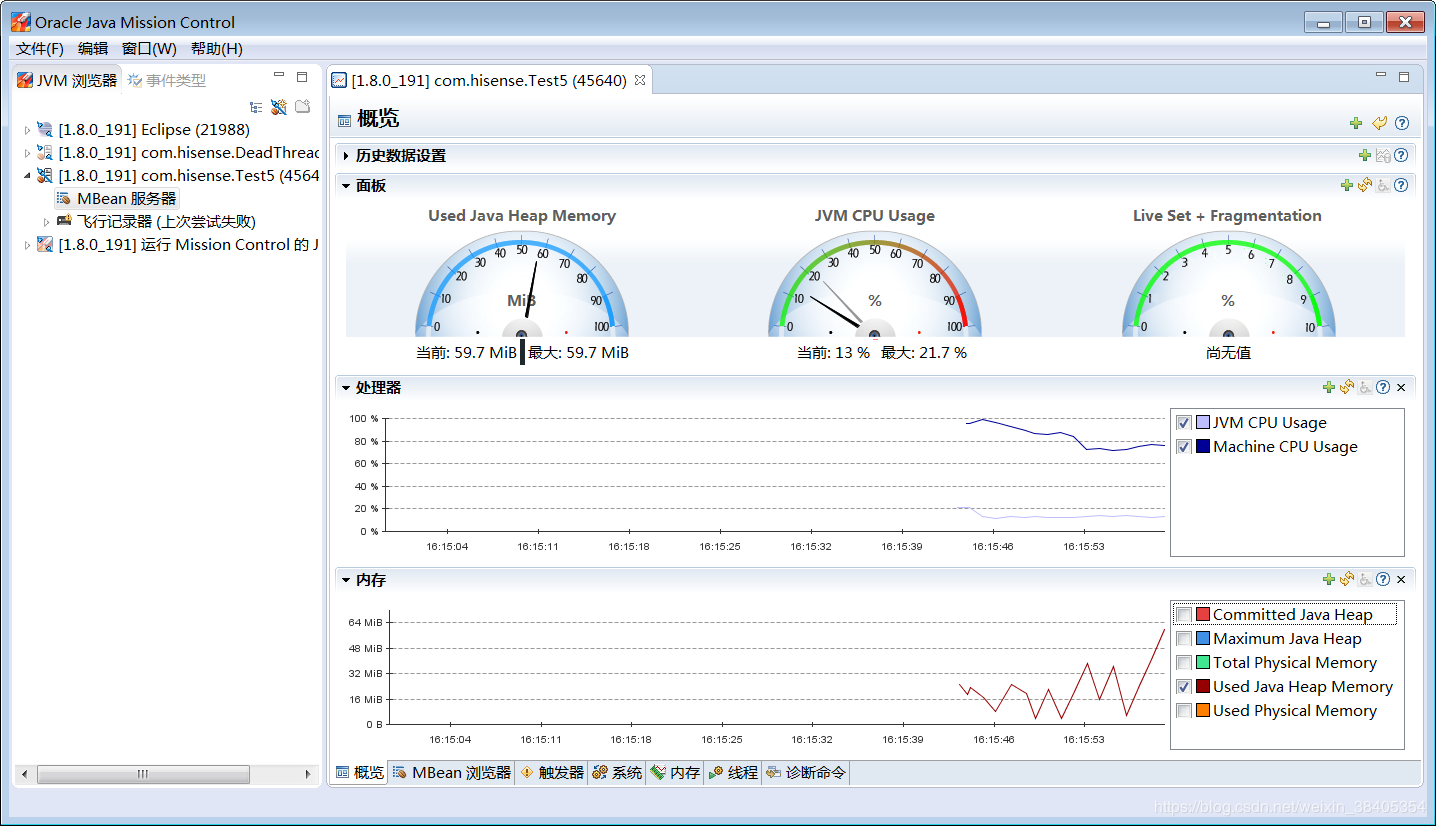 Oracle Java Mission Control
文件(F) 编辑 窗口(W) 帮助(H)
JVM 浏览器 事件类型
[1.8.0_191] Eclipse (21988)
[1.8.0_191] com.hisense.DeadThread
[1.8.0_191] com.hisense.Test5 (4564
MBean 服务器
飞行记录器 (上次尝试失败)
[1.8.0_191] 运行 Mission Control 的 J
[1.8.0_191] com.hisense.Test5 (45640)
概览
历史数据设置
面板
Used Java Heap Memory JVM CPU Usage Live Set + Fragmentation
0 10 20 30 40 50 60 70 80 90 100
MiB
0 10 20 30 40 50 60 70 80 90 100
%
0 1 2 3 4 5 6 7 8 9 10
%
当前: 59.7 MiB 最大: 59.7 MiB
当前: 13 % 最大: 21.7 %
尚无值
处理器
100 %
80 %
60 %
40 %
20 %
0 %
16:15:04 16:15:11 16:15:18 16:15:25 16:15:32 16:15:39 16:15:46 16:15:53
JVM CPU Usage
Machine CPU Usage
内存
64 MiB
48 MiB
32 MiB
16 MiB
0 B
16:15:04 16:15:11 16:15:18 16:15:25 16:15:32 16:15:39 16:15:46 16:15:53
Committed Java Heap
Maximum Java Heap
Total Physical Memory
Used Java Heap Memory
Used Physical Memory
概览 MBean 浏览器 触发器 系统 内存 线程 诊断命令
https://blog.csdn.net/weixin_38405354